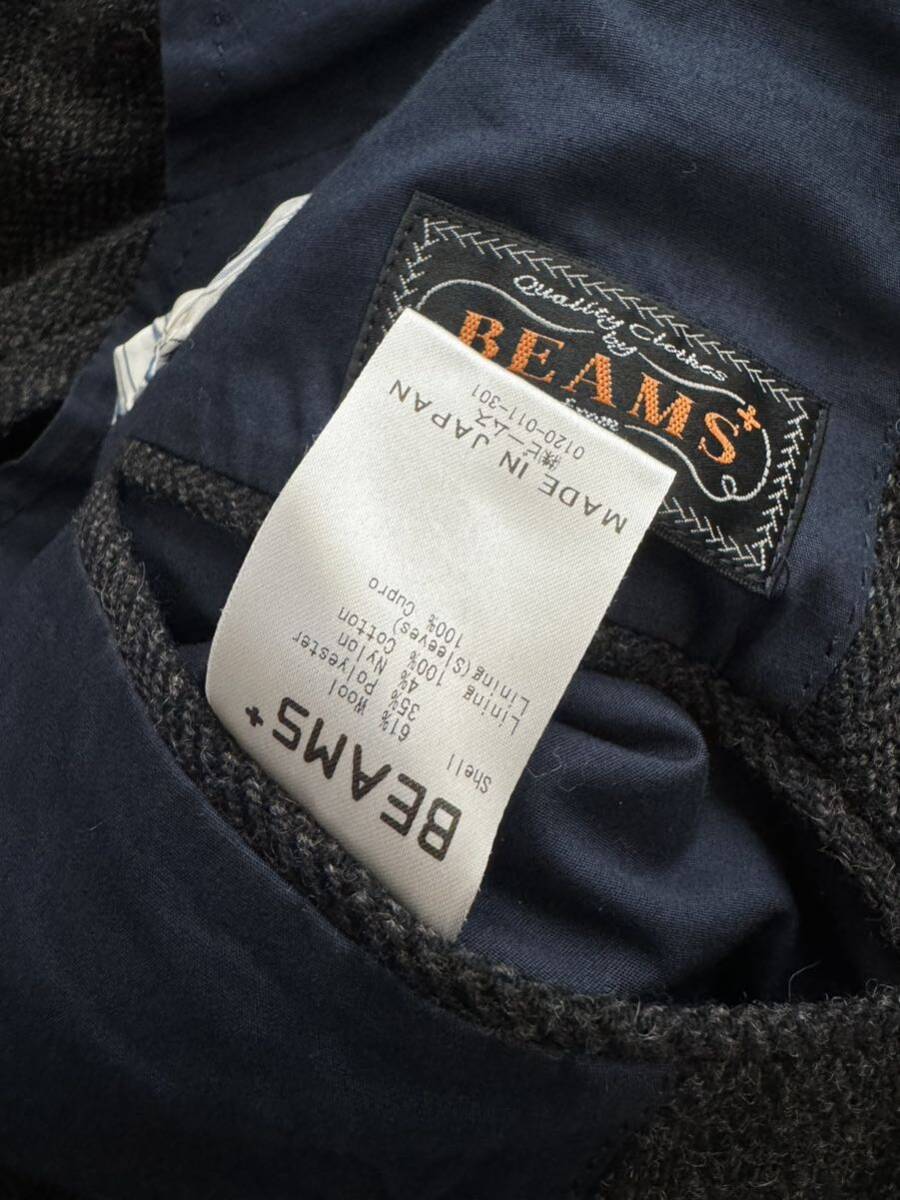 Quality Clothes
by
BEAMS+
BEAMS+
Shell
61% Wool
35% Polyester
4% Nylon
Lining 100% Cotton
Lining(Sleeves)
100% Cupro
MADE IN JAPAN
㈱ビームス
0120-011-301